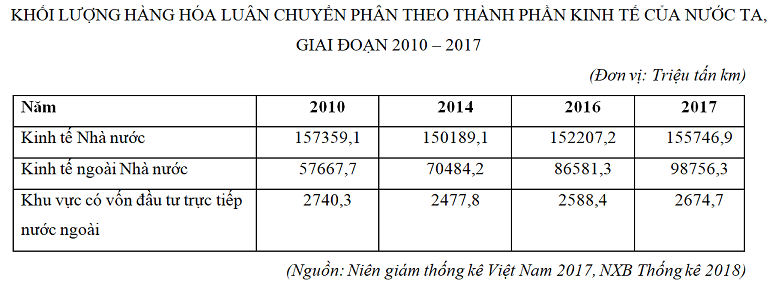 KHỐI LƯỢNG HÀNG HÓA LUÂN CHUYỂN PHÂN THEO THÀNH PHẦN KINH TẾ CỦA NƯỚC TA,
GIAI ĐOẠN 2010 – 2017
(Đơn vị: Triệu tấn km)
Năm 2010 2014 2016 2017
Kinh tế Nhà nước 157359,1 150189,1 152207,2 155746,9
Kinh tế ngoài Nhà nước 57667,7 70484,2 86581,3 98756,3
Khu vực có vốn đầu tư trực tiếp 2740,3 2477,8 2588,4 2674,7
nước ngoài
(Nguồn: Niên giám thống kê Việt Nam 2017, NXB Thống kê 2018)